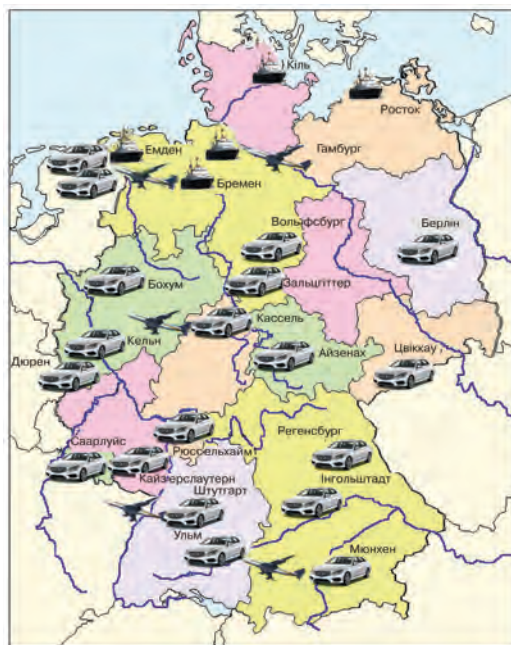 Кіль
Росток
Емден
Гамбург
Бремен
Вольфсбург
Берлін
Бохум
Зальцгіттер
Кассель
Кельн
Айзенах
Цвіккау
Дюрен
Регенсбург
Рюссельхайм
Саарлуїс
Кайзерслаутерн
Інгольштадт
Штутгарт
Ульм
Мюнхен